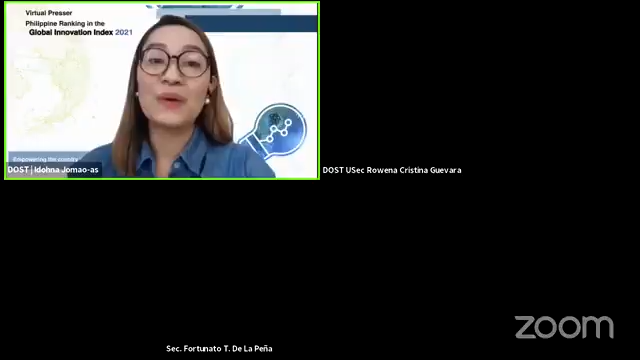 Virtual Presser
Philippine Ranking in the
Global Innovation Index 2021
DOST | Idohna Jomao-as
DOST USec Rowena Cristina Guevara
Sec. Fortunato T. De La Peña
zoom